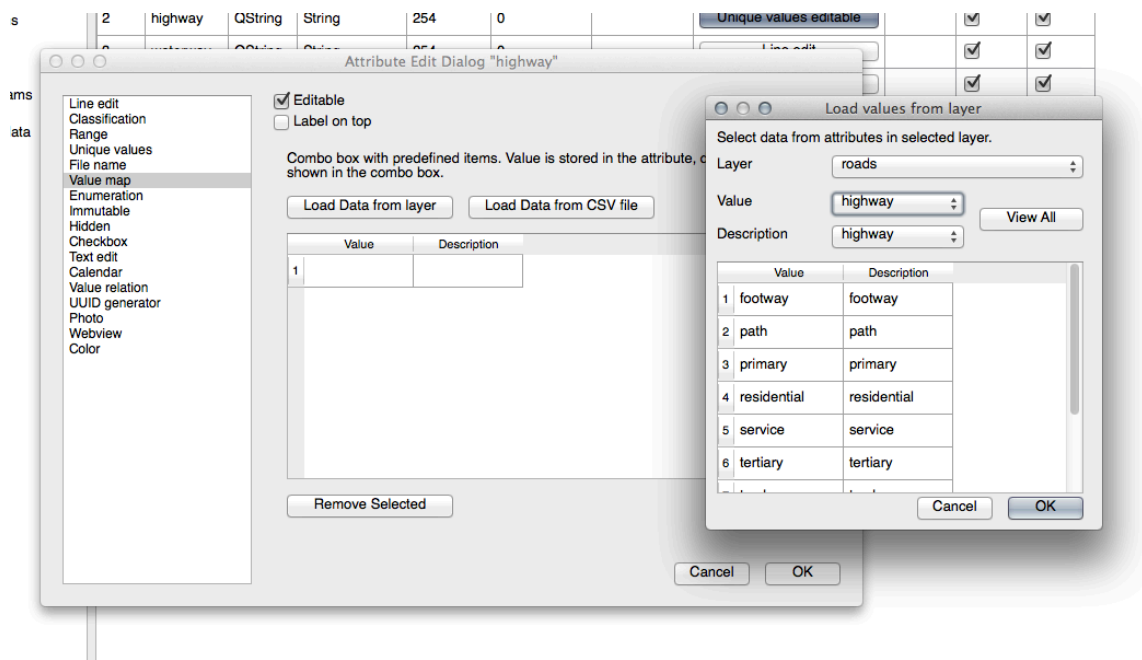 s
2 highway QString String 254 0 Unique values editable
Line edit
ams
ata
Attribute Edit Dialog "highway"
Line edit
Classification
Range
Unique values
File name
Value map
Enumeration
Immutable
Hidden
Checkbox
Text edit
Calendar
Value relation
UUID generator
Photo
Webview
Color
Editable
Label on top
Combo box with predefined items. Value is stored in the attribute,
shown in the combo box.
Load Data from layer Load Data from CSV file
Value Description
1
Remove Selected
Cancel OK
Load values from layer
Select data from attributes in selected layer.
Layer roads
Value highway
View All
Description highway
Value Description
1 footway footway
2 path path
3 primary primary
4 residential residential
5 service service
6 tertiary tertiary
Cancel OK